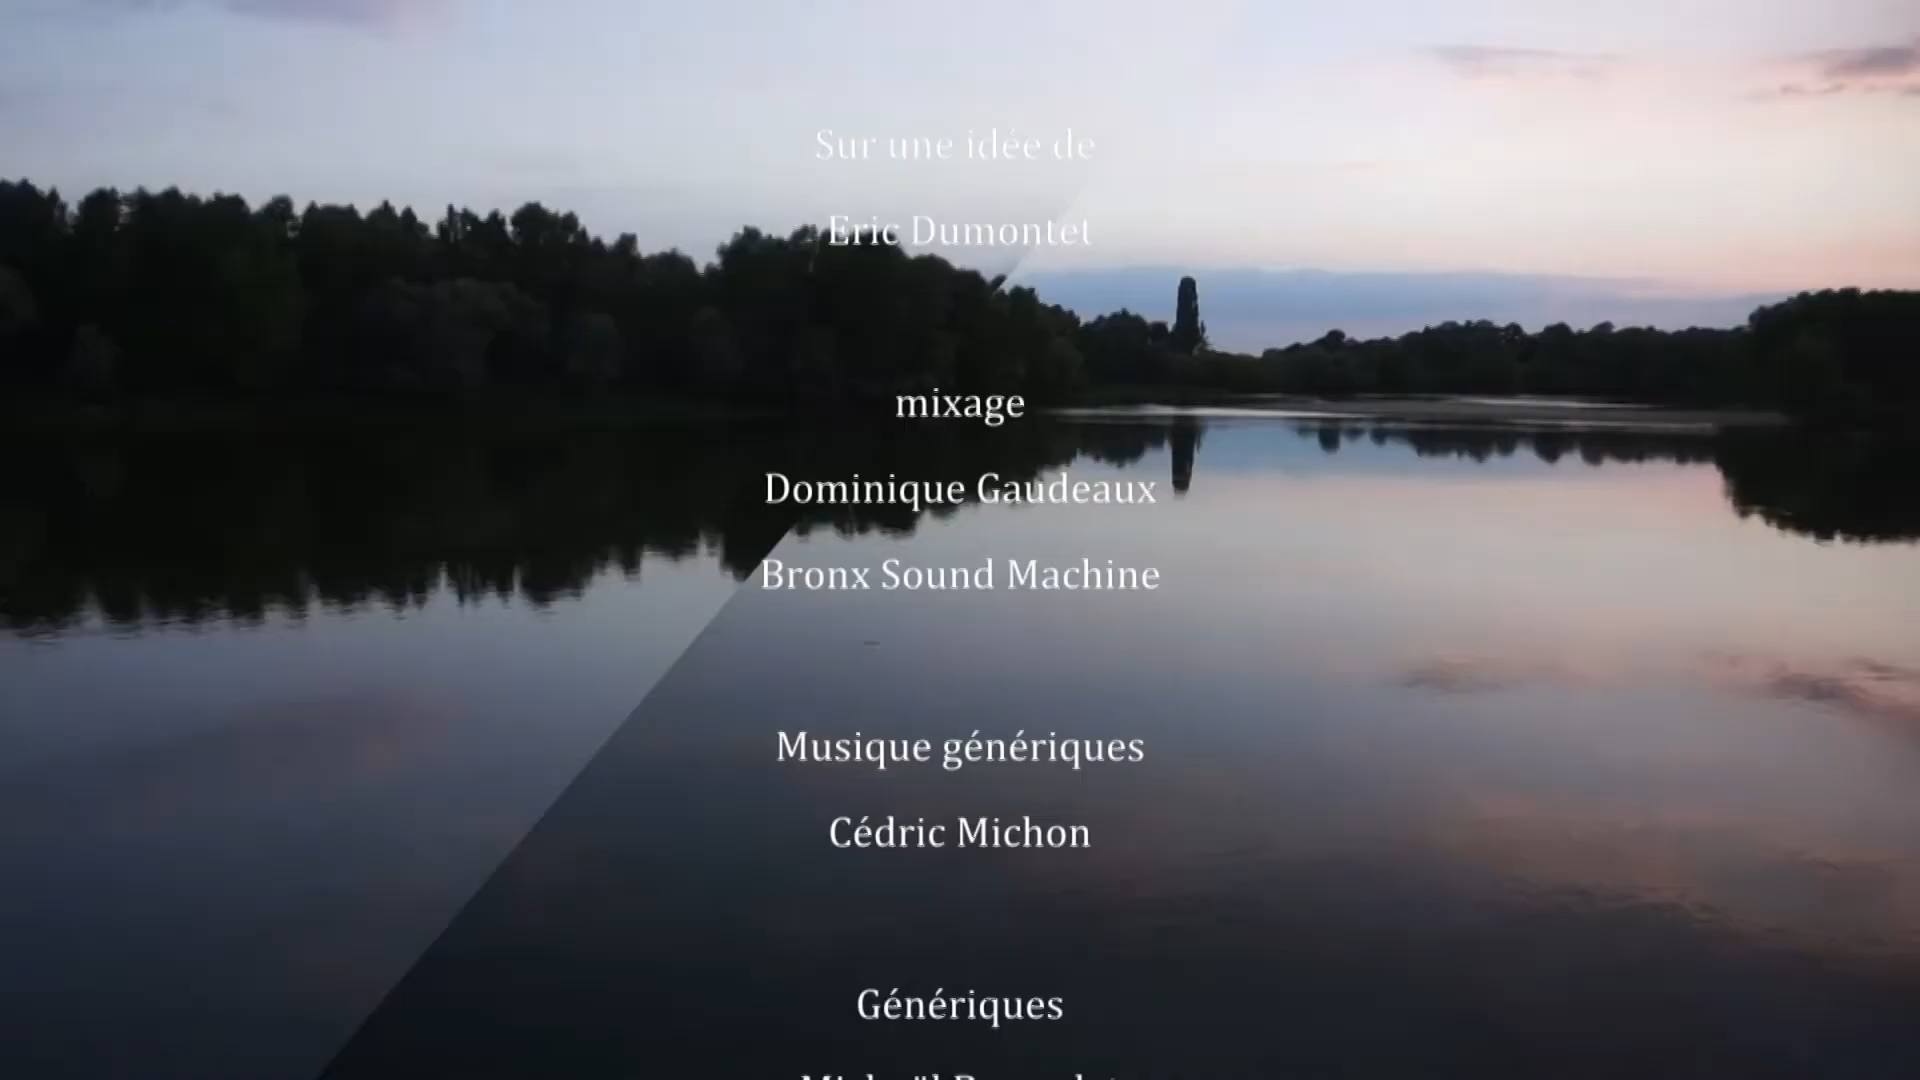 Sur une idée de
Eric Dumontet
mixage
Dominique Gaudeaux
Bronx Sound Machine
Musique génériques
Cédric Michon
Génériques